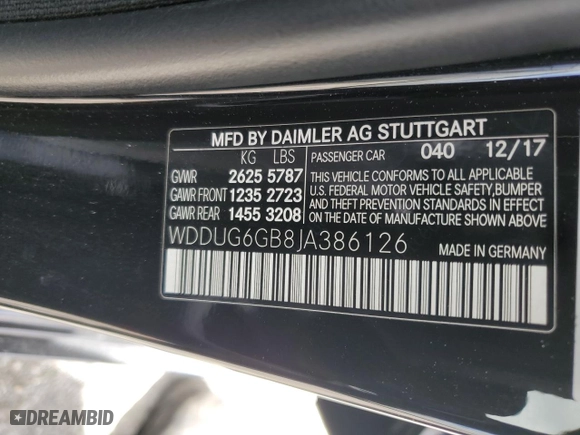 MFD BY DAIMLER AG STUTTGART
KG LBS PASSENGER CAR 040 12/17
GVWR 2625 5787 THIS VEHICLE CONFORMS TO ALL APPLICABLE
GAWR FRONT 1235 2723 U.S. FEDERAL MOTOR VEHICLE SAFETY, BUMPER
GAWR REAR 1455 3208 AND THEFT PREVENTION STANDARDS IN EFFECT
ON THE DATE OF MANUFACTURE SHOWN ABOVE
WDDUG6GB8JA386126 MADE IN GERMANY
DREAMBID